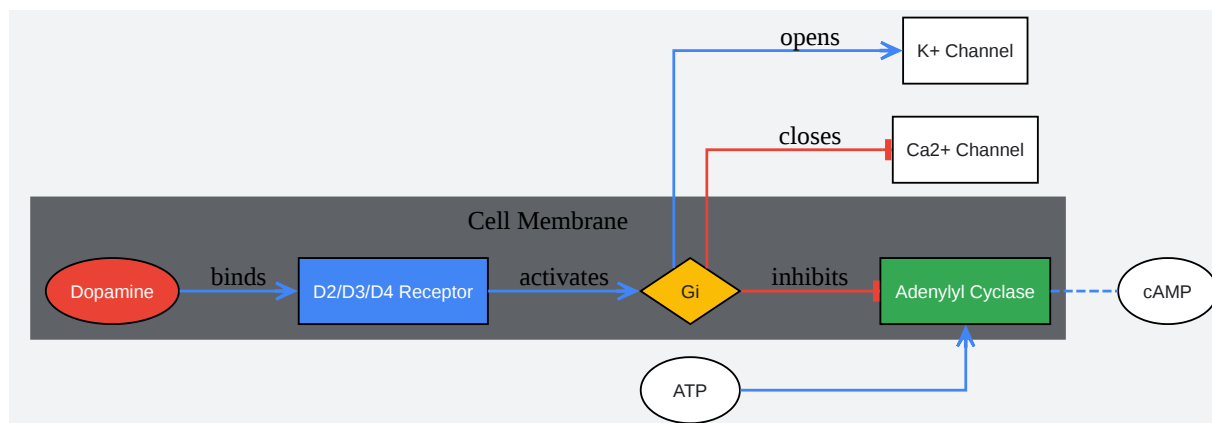 opens
K+ Channel
closes
Ca2+ Channel
Cell Membrane
Dopamine
binds
D2/D3/D4 Receptor
activates
Gi
inhibits
Adenylyl Cyclase
cAMP
ATP